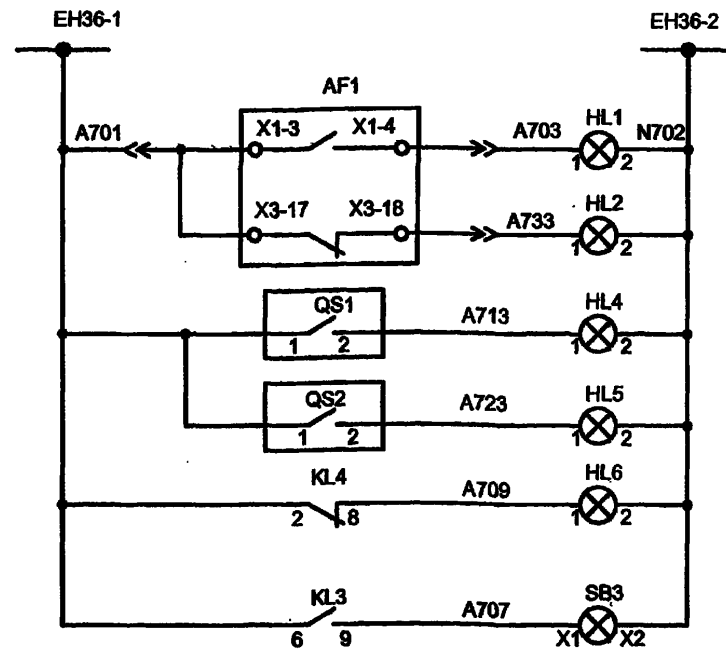 EH36-1 EH36-2
AF1
A701 X1-3 X1-4 A703 HL1 N702
1 2
X3-17 X3-18 A733 HL2
1 2
QS1 A713 HL4
1 2 1 2
QS2 A723 HL5
1 2 1 2
KL4 A709 HL6
2 8 1 2
KL3 A707 SB3
6 9 X1 X2